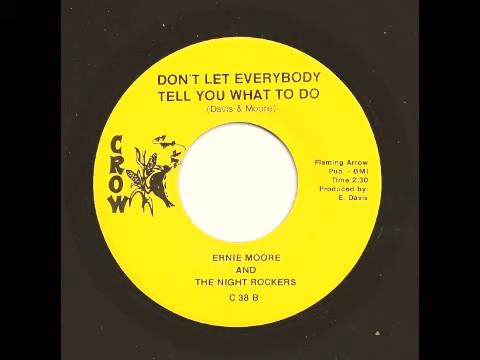 DON'T LET EVERYBODY
TELL YOU WHAT TO DO
(Davis & Moore)
CROW
Flaming Arrow
Pub. - BMI
Time 2:30
Produced by:
E. Davis
ERNIE MOORE
AND
THE NIGHT ROCKERS
C 38 B